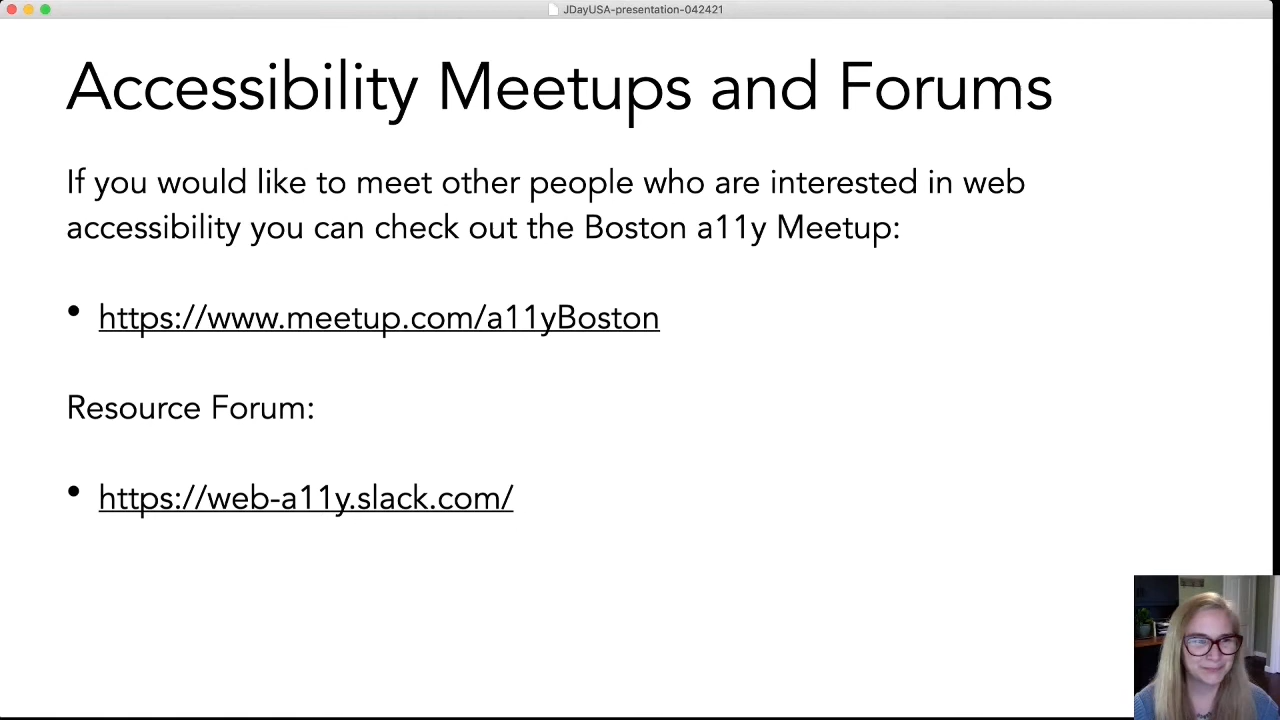 JDayUSA-presentation-042421
Accessibility Meetups and Forums
If you would like to meet other people who are interested in web
accessibility you can check out the Boston a11y Meetup:
• https://www.meetup.com/a11yBoston
Resource Forum:
• https://web-a11y.slack.com/